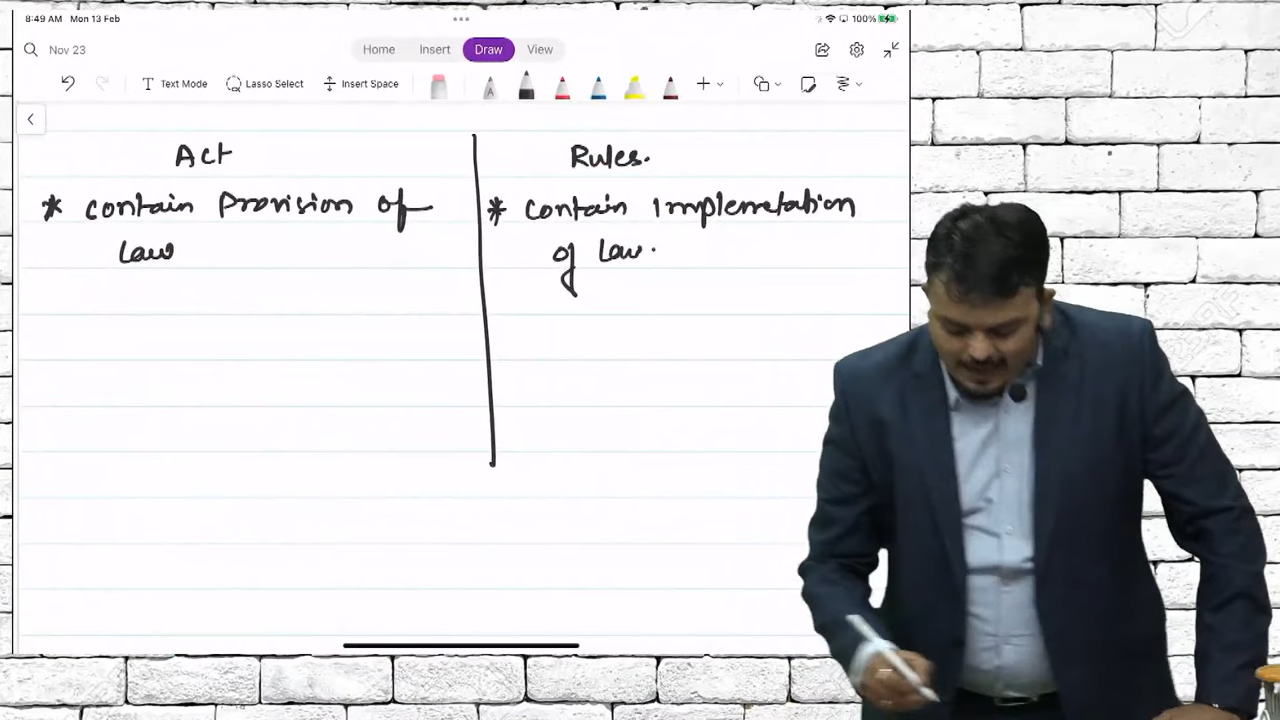 8:49 AM Mon 13 Feb
100%
Nov 23
Home Insert Draw View
Text Mode Lasso Select Insert Space
Act
* contain Provision of
law
Rules.
* contain implemetation
of law.